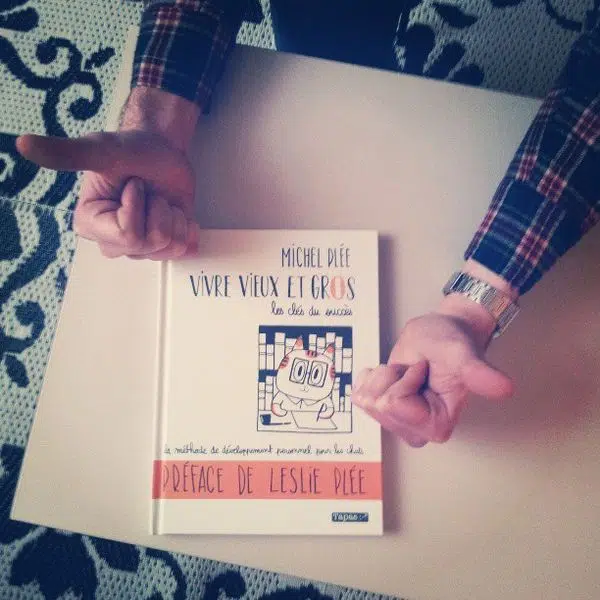 MICHEL PLÉE
VIVRE VIEUX ET GROS
les clés du succès
la méthode de développement personnel pour les chats
PRÉFACE DE LESLIE PLÉE
Tapas